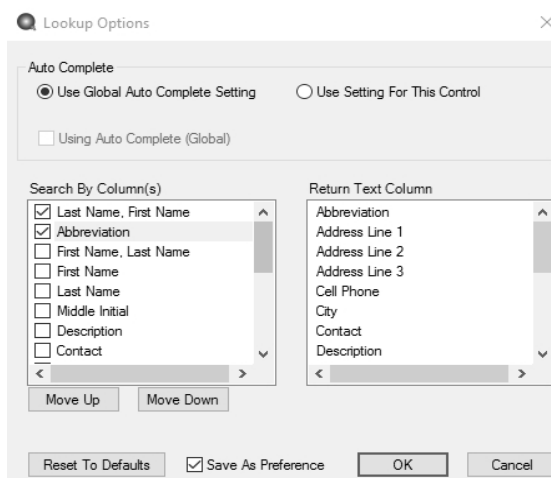 Lookup Options
Auto Complete
Use Global Auto Complete Setting
Use Setting For This Control
Using Auto Complete (Global)
Search By Column(s)
Last Name, First Name
Abbreviation
First Name, Last Name
First Name
Last Name
Middle Initial
Description
Contact
Return Text Column
Abbreviation
Address Line 1
Address Line 2
Address Line 3
Cell Phone
City
Contact
Description
Move Up
Move Down
Reset To Defaults
Save As Preference
OK
Cancel